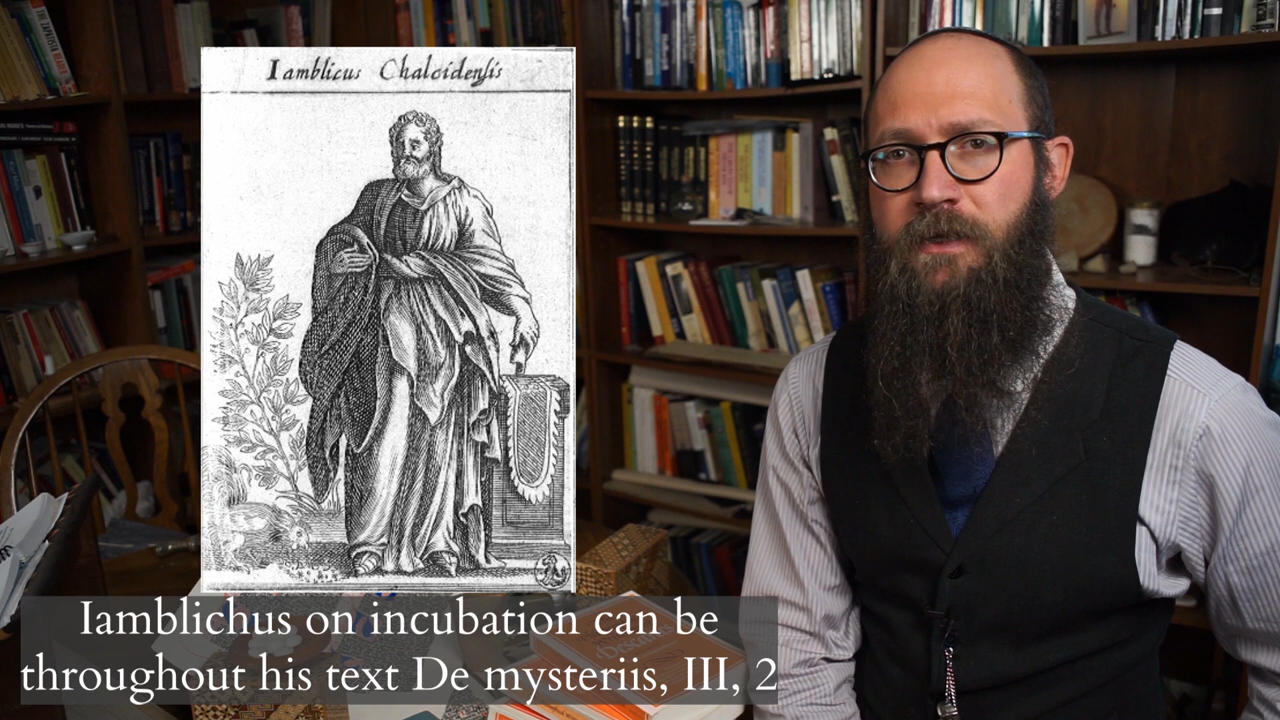 Iamblicus Chalcidensis
Iamblichus on incubation can be
throughout his text De mysteriis, III, 2